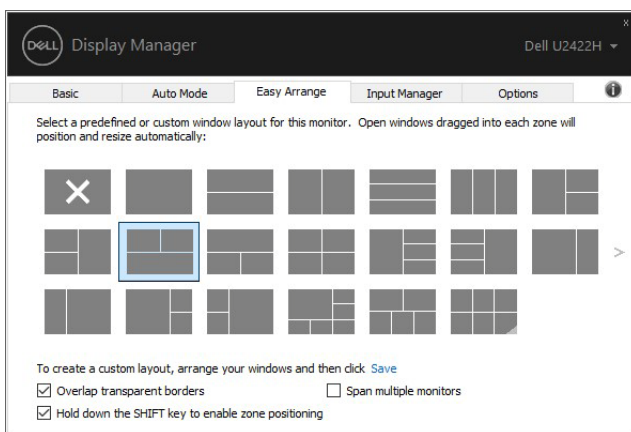 DELL Display Manager
x
Dell U2422H
Basic Auto Mode Easy Arrange Input Manager Options i
Select a predefined or custom window layout for this monitor. Open windows dragged into each zone will
position and resize automatically:
>
To create a custom layout, arrange your windows and then click Save
Overlap transparent borders Span multiple monitors
Hold down the SHIFT key to enable zone positioning